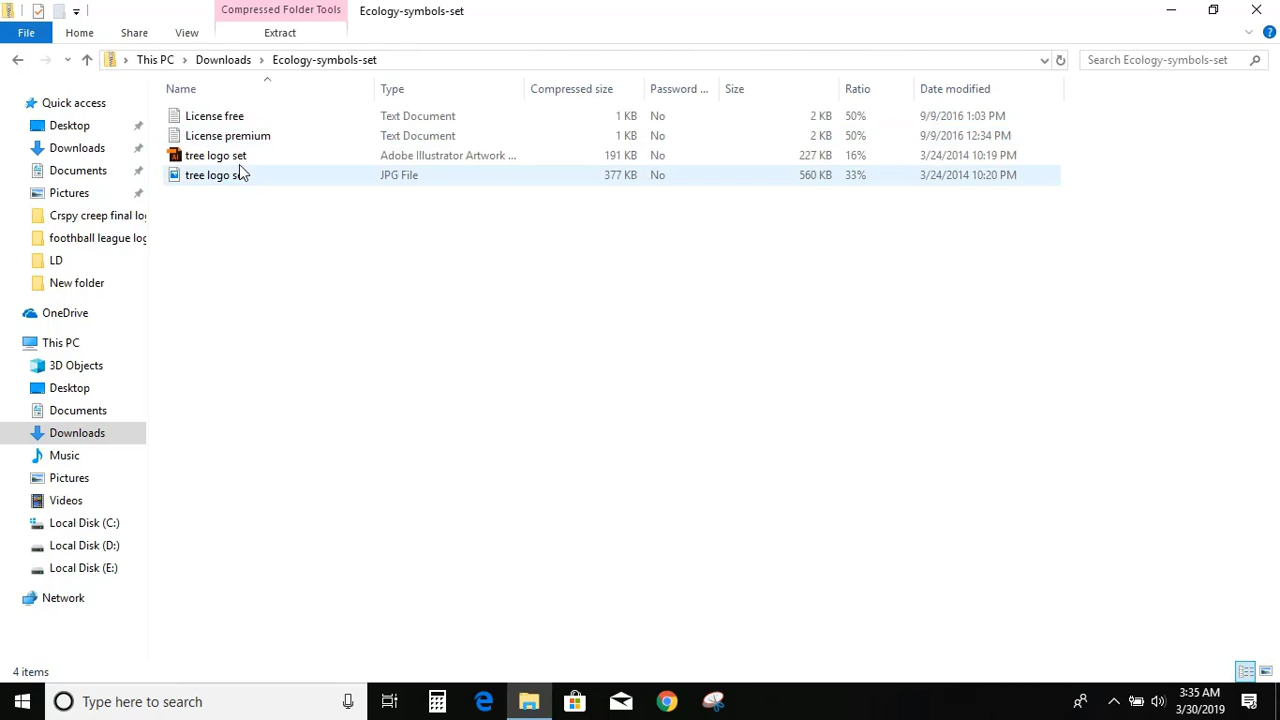 Compressed Folder Tools
Ecology-symbols-set
File
Home
Share
View
Extract
This PC
Downloads
Ecology-symbols-set
Search Ecology-symbols-set
Name
Type
Compressed size
Password ...
Size
Ratio
Date modified
License free
Text Document
1 KB
No
2 KB
50%
9/9/2016 1:03 PM
License premium
Text Document
1 KB
No
2 KB
50%
9/9/2016 12:34 PM
tree logo set
Adobe Illustrator Artwork ...
191 KB
No
227 KB
16%
3/24/2014 10:19 PM
tree logo set
JPG File
377 KB
No
560 KB
33%
3/24/2014 10:20 PM
Quick access
Desktop
Downloads
Documents
Pictures
Crspy creep final log
foothball league log
LD
New folder
OneDrive
This PC
3D Objects
Desktop
Documents
Downloads
Music
Pictures
Videos
Local Disk (C:)
Local Disk (D:)
Local Disk (E:)
Network
4 items
Type here to search
3:35 AM
3/30/2019